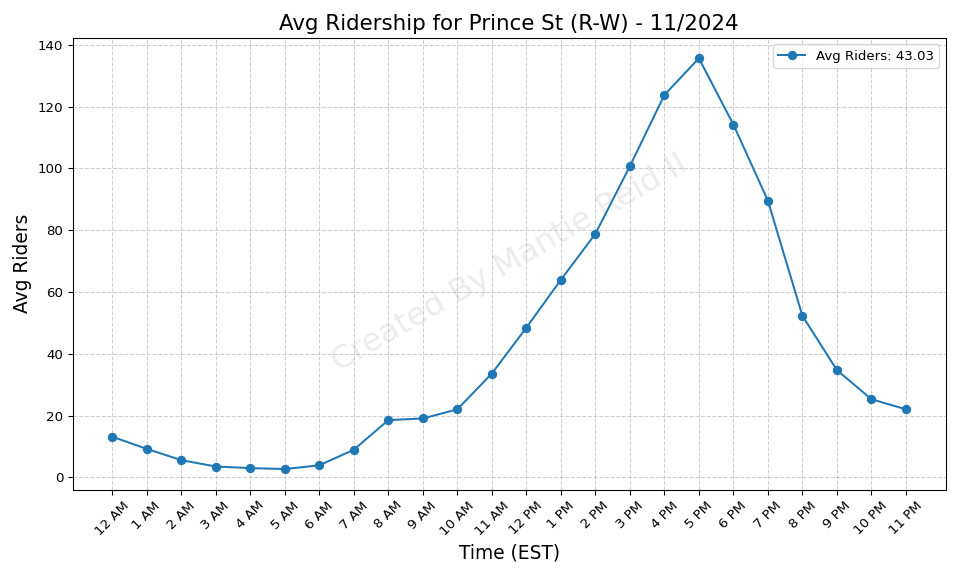 Avg Ridership for Prince St (R-W) - 11/2024
Avg Riders: 43.03
140
120
100
80
60
40
20
0
Avg Riders
Created By Mantie Reid II
12 AM
1 AM
2 AM
3 AM
4 AM
5 AM
6 AM
7 AM
8 AM
9 AM
10 AM
11 AM
12 PM
1 PM
2 PM
3 PM
4 PM
5 PM
6 PM
7 PM
8 PM
9 PM
10 PM
11 PM
Time (EST)